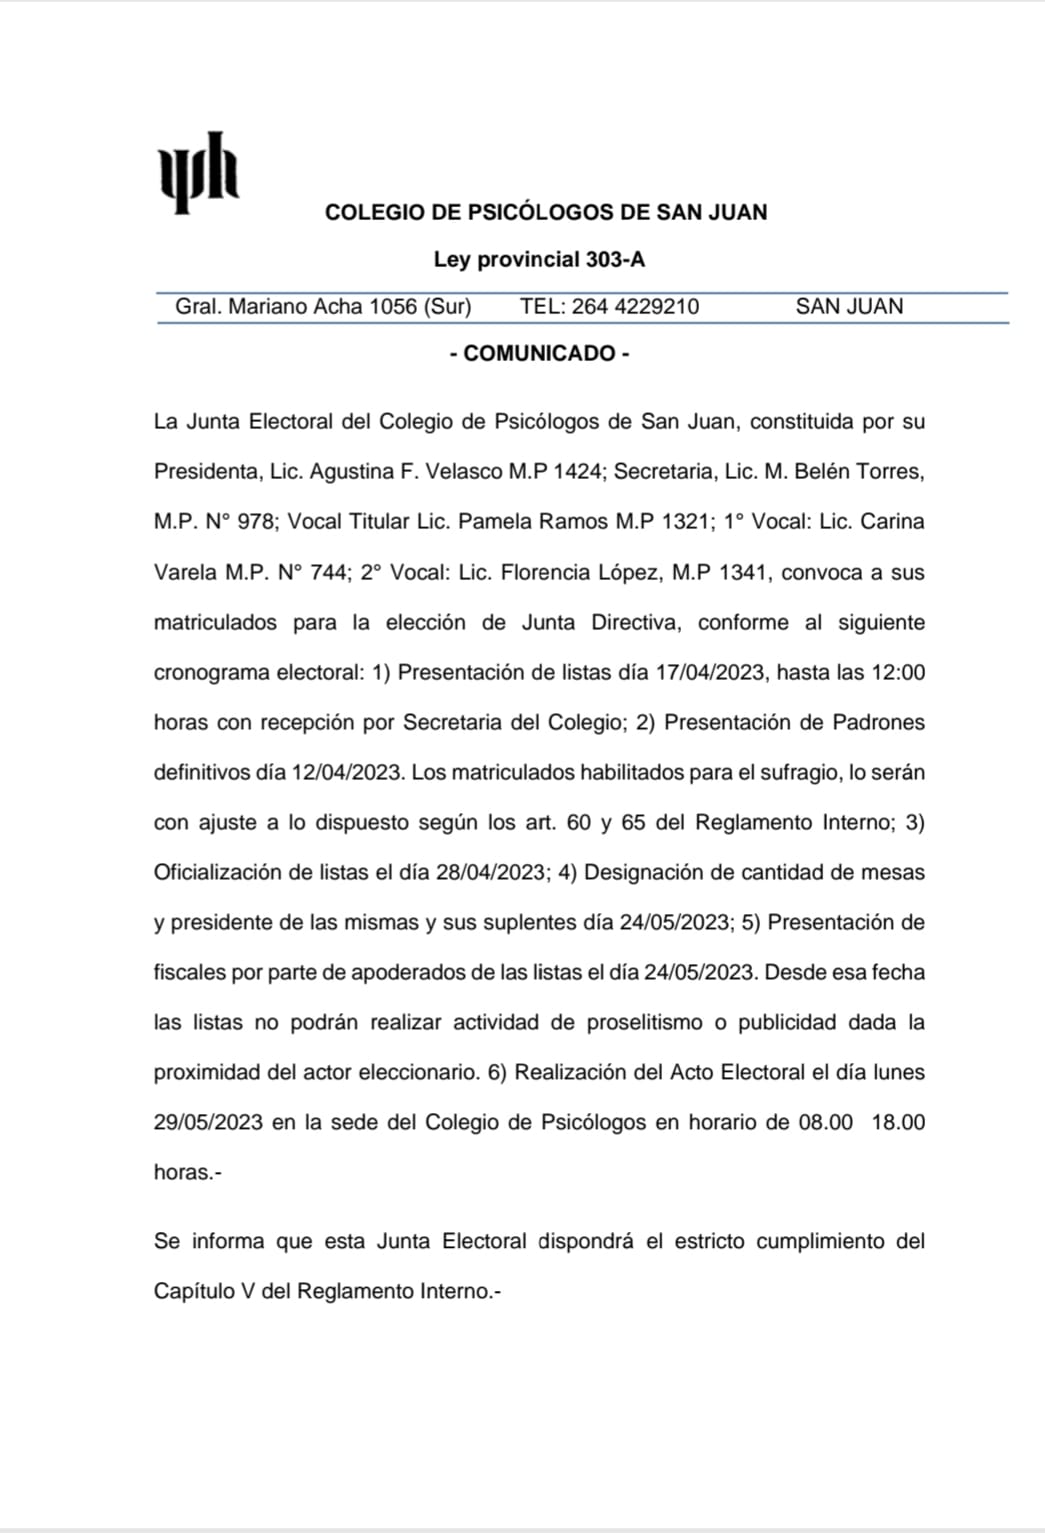 COLEGIO DE PSICÓLOGOS DE SAN JUAN
Ley provincial 303-A
Gral. Mariano Acha 1056 (Sur) TEL: 264 4229210 SAN JUAN
- COMUNICADO -
La Junta Electoral del Colegio de Psicólogos de San Juan, constituida por su
Presidenta, Lic. Agustina F. Velasco M.P 1424; Secretaria, Lic. M. Belén Torres,
M.P. N° 978; Vocal Titular Lic. Pamela Ramos M.P 1321; 1° Vocal: Lic. Carina
Varela M.P. N° 744; 2° Vocal: Lic. Florencia López, M.P 1341, convoca a sus
matriculados para la elección de Junta Directiva, conforme al siguiente
cronograma electoral: 1) Presentación de listas día 17/04/2023, hasta las 12:00
horas con recepción por Secretaria del Colegio; 2) Presentación de Padrones
definitivos día 12/04/2023. Los matriculados habilitados para el sufragio, lo serán
con ajuste a lo dispuesto según los art. 60 y 65 del Reglamento Interno; 3)
Oficialización de listas el día 28/04/2023; 4) Designación de cantidad de mesas
y presidente de las mismas y sus suplentes día 24/05/2023; 5) Presentación de
fiscales por parte de apoderados de las listas el día 24/05/2023. Desde esa fecha
las listas no podrán realizar actividad de proselitismo o publicidad dada la
proximidad del actor eleccionario. 6) Realización del Acto Electoral el día lunes
29/05/2023 en la sede del Colegio de Psicólogos en horario de 08.00 18.00
horas.-
Se informa que esta Junta Electoral dispondrá el estricto cumplimiento del
Capítulo V del Reglamento Interno.-